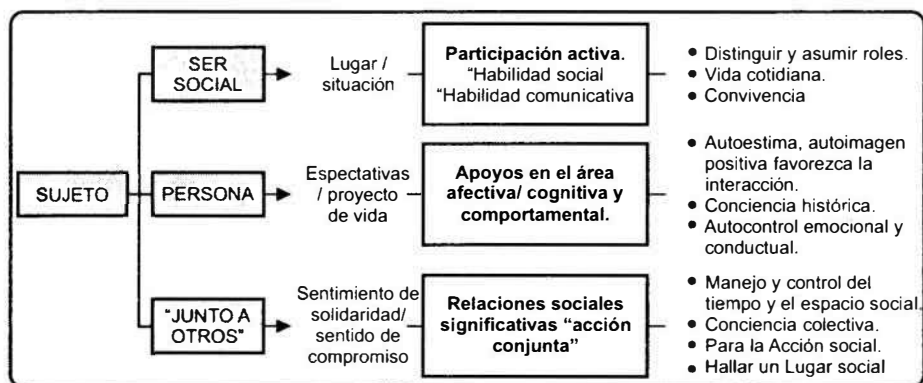 SUJETO
SER
SOCIAL
Lugar /
situación
Participación activa.
"Habilidad social
"Habilidad comunicativa
• Distinguir y asumir roles.
• Vida cotidiana.
• Convivencia
PERSONA
Espectativas
/ proyecto
de vida
Apoyos en el área
afectiva/ cognitiva y
comportamental.
• Autoestima, autoimagen
positiva favorezca la
interacción.
• Conciencia histórica.
• Autocontrol emocional y
conductual.
"JUNTO A
OTROS"
Sentimiento de
solidaridad/
sentido de
compromiso
Relaciones sociales
significativas "acción
conjunta"
• Manejo y control del
tiempo y el espacio social.
• Conciencia colectiva.
• Para la Acción social.
• Hallar un Lugar social